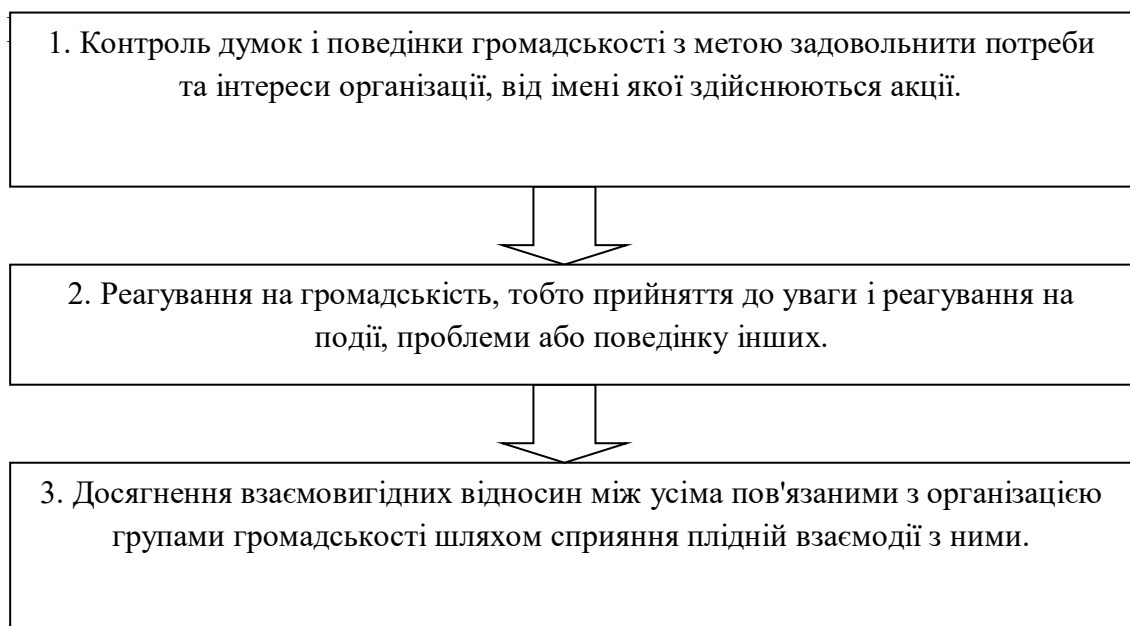 1. Контроль думок і поведінки громадськості з метою задовольнити потреби
та інтереси організації, від імені якої здійснюються акції.
2. Реагування на громадськість, тобто прийняття до уваги і реагування на
події, проблеми або поведінку інших.
3. Досягнення взаємовигідних відносин між усіма пов'язаними з організацією
групами громадськості шляхом сприяння плідній взаємодії з ними.